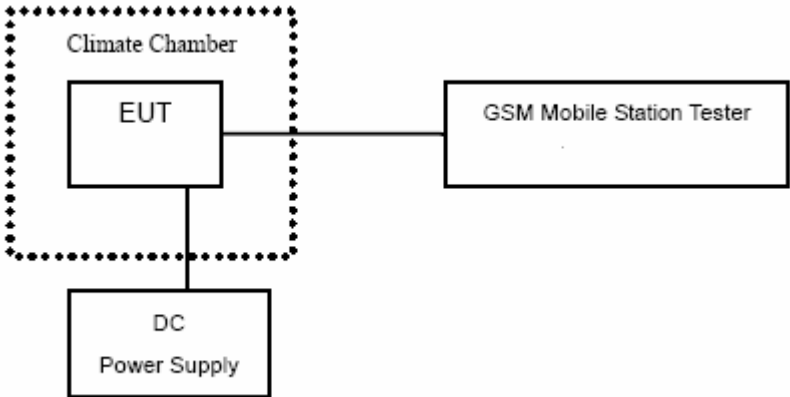 Climate Chamber
EUT
GSM Mobile Station Tester
DC
Power Supply